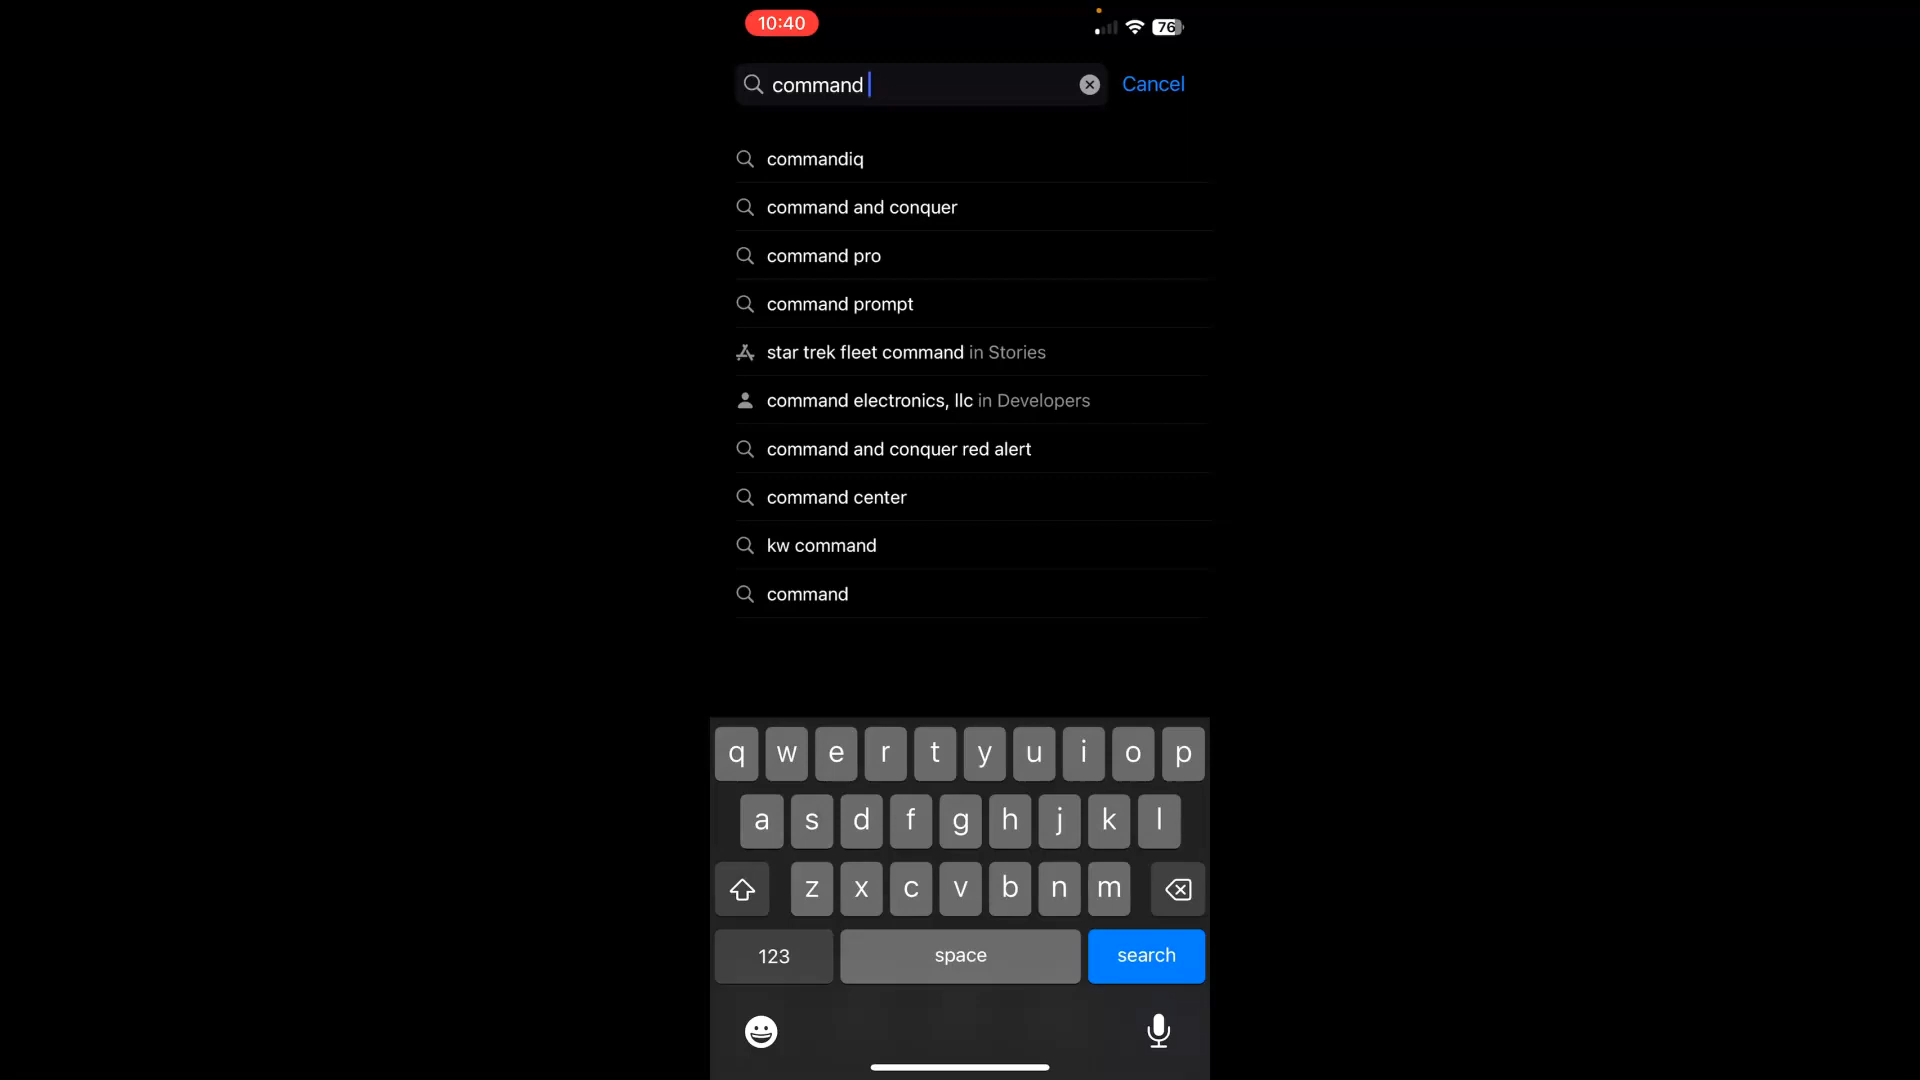 10:40
76
command
Cancel
commandiq
command and conquer
command pro
command prompt
star trek fleet command in Stories
command electronics, llc in Developers
command and conquer red alert
command center
kw command
command
q w e r t y u i o p
a s d f g h j k l
z x c v b n m
123 space search